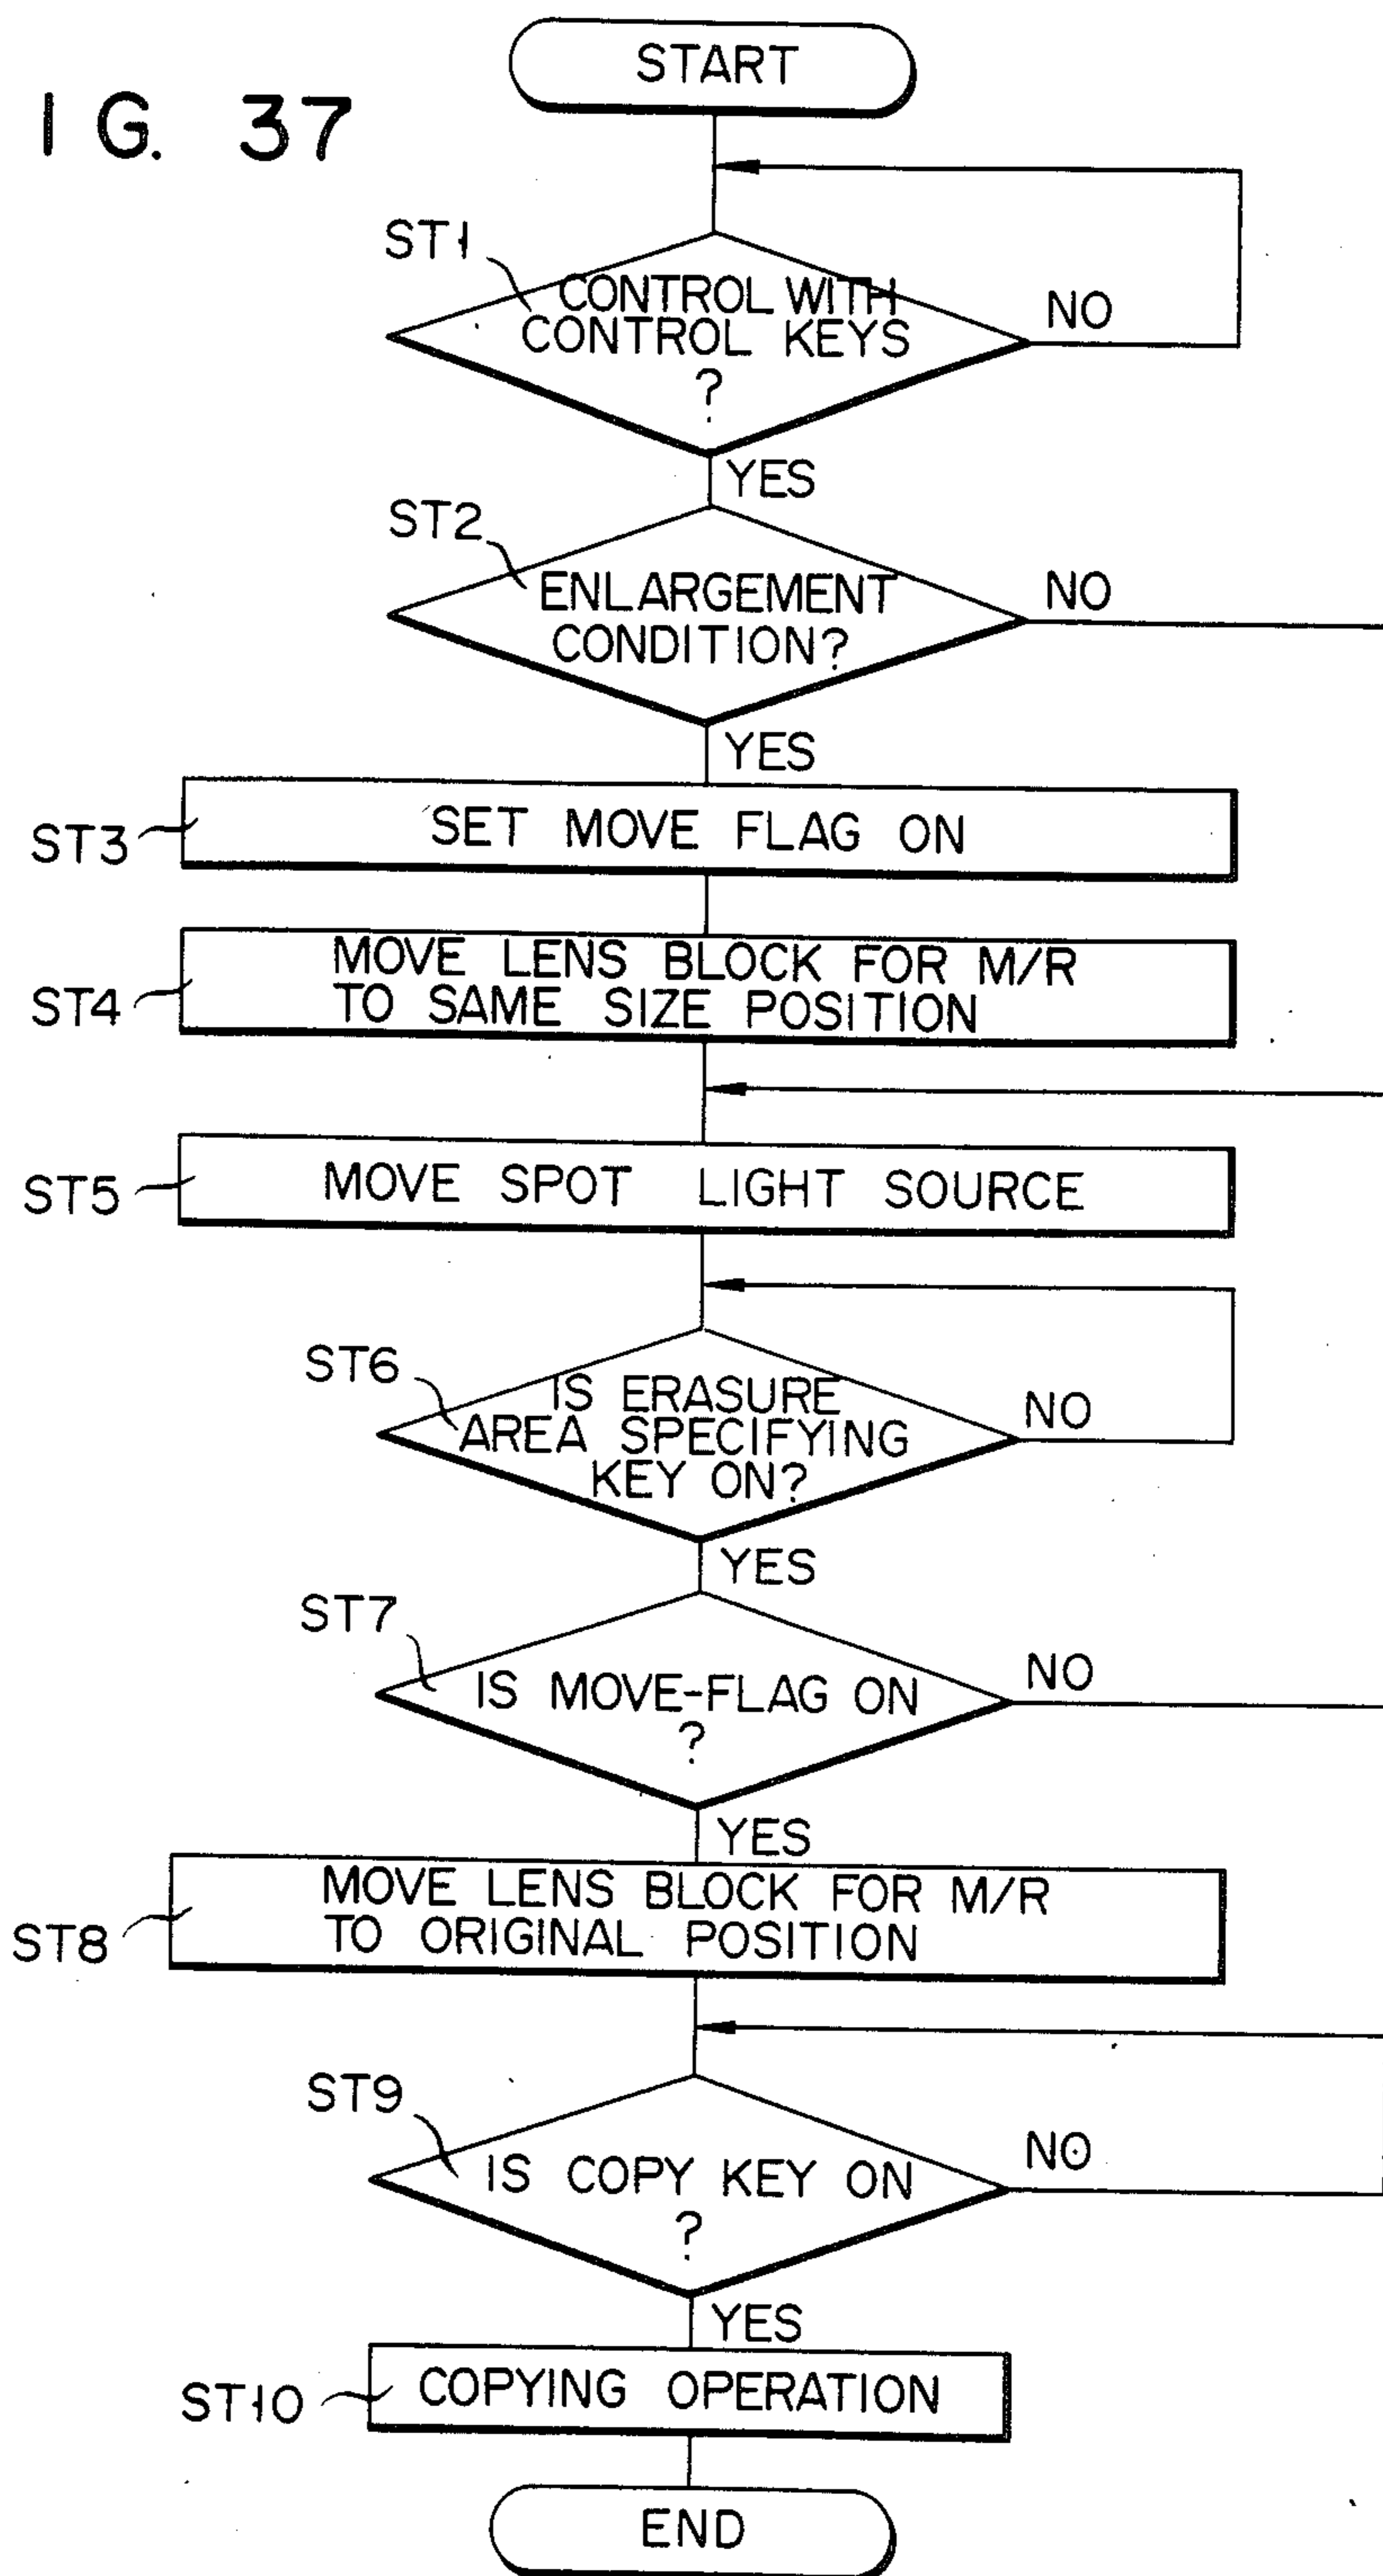 START
I G. 37
ST1
CONTROL WITH
CONTROL KEYS
?
NO
YES
ST2
ENLARGEMENT
CONDITION?
NO
YES
ST3
SET MOVE FLAG ON
ST4
MOVE LENS BLOCK FOR M/R
TO SAME SIZE POSITION
ST5
MOVE SPOT LIGHT SOURCE
ST6
IS ERASURE
AREA SPECIFYING
KEY ON?
NO
YES
ST7
IS MOVE-FLAG ON
?
NO
YES
ST8
MOVE LENS BLOCK FOR M/R
TO ORIGINAL POSITION
ST9
IS COPY KEY ON
?
NO
YES
ST10
COPYING OPERATION
END